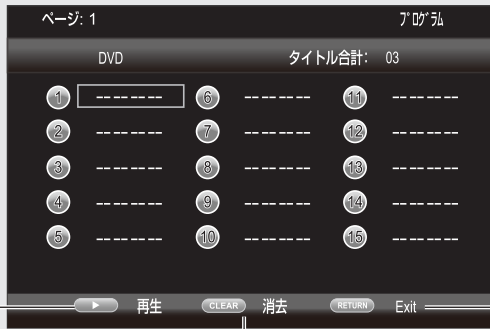 ページ: 1 プログラム
DVD タイトル合計: 03
1 ------- 6 ------- 11 -------
2 ------- 7 ------- 12 -------
3 ------- 8 ------- 13 -------
4 ------- 9 ------- 14 -------
5 ------- 10 ------- 15 -------
再生 CLEAR 消去 RETURN Exit